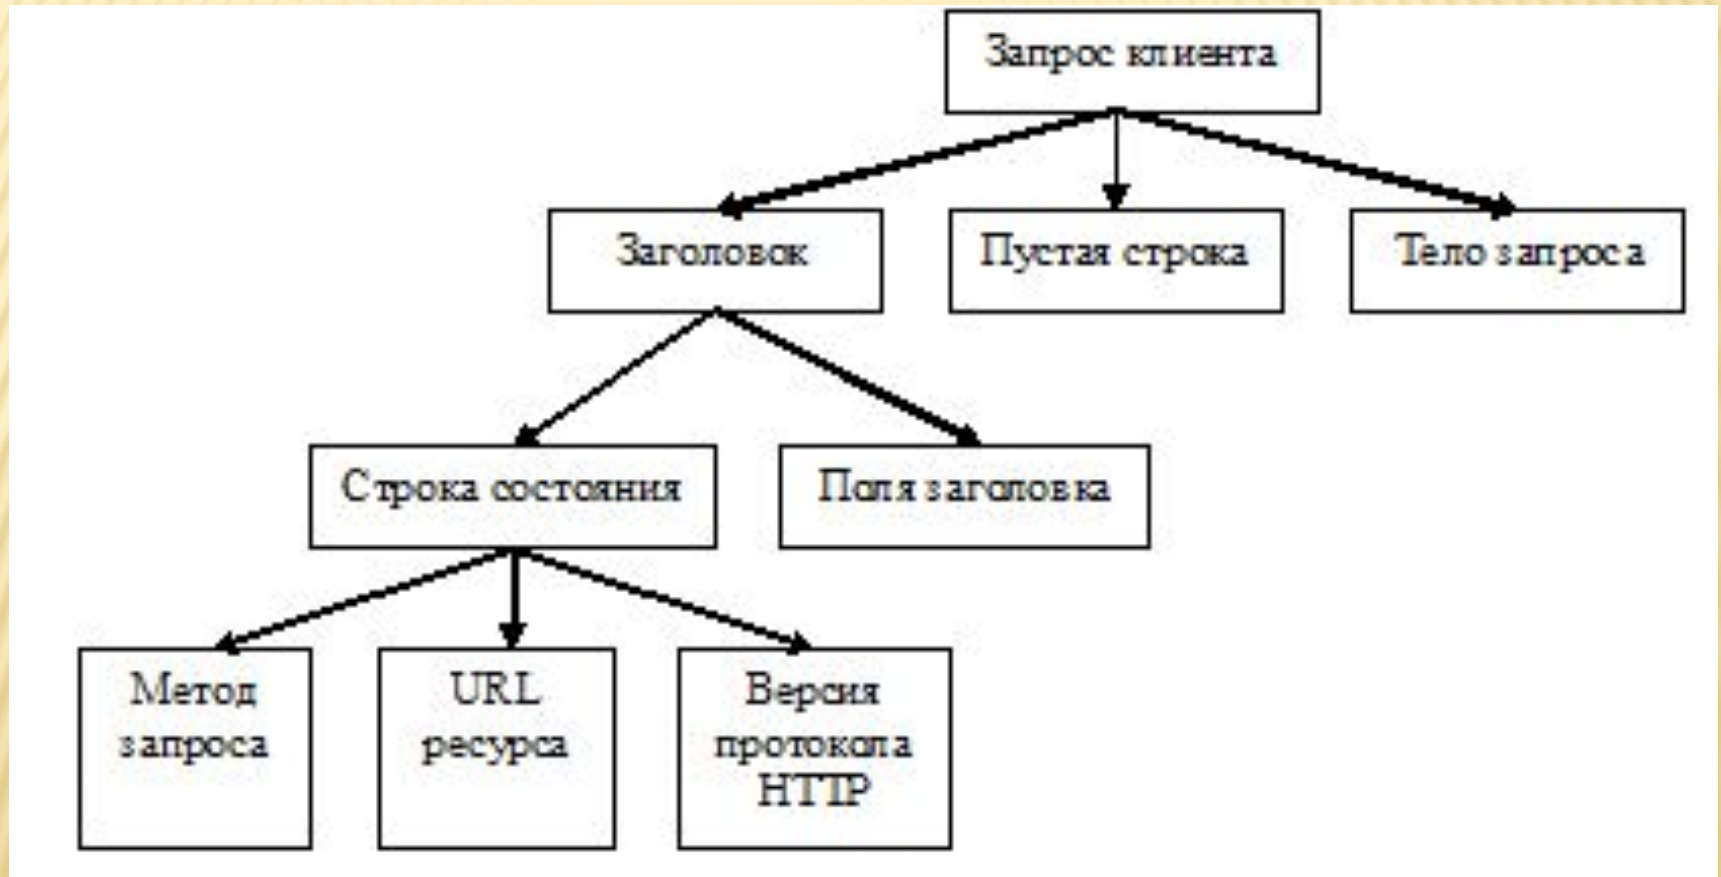 Запрос клиента
Заголовок
Пустая строка
Тело запроса
Строка состояния
Поля заголовка
Метод
запроса
URL
ресурса
Версия
протокола
HTTP